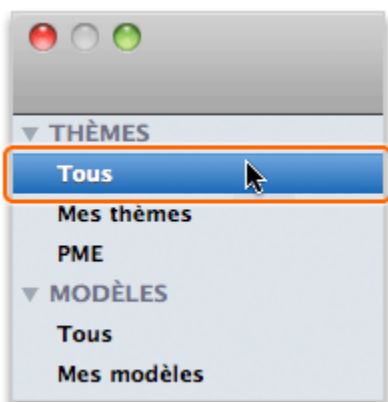 THÈMES
Tous
Mes thèmes
PME
MODÈLES
Tous
Mes modèles